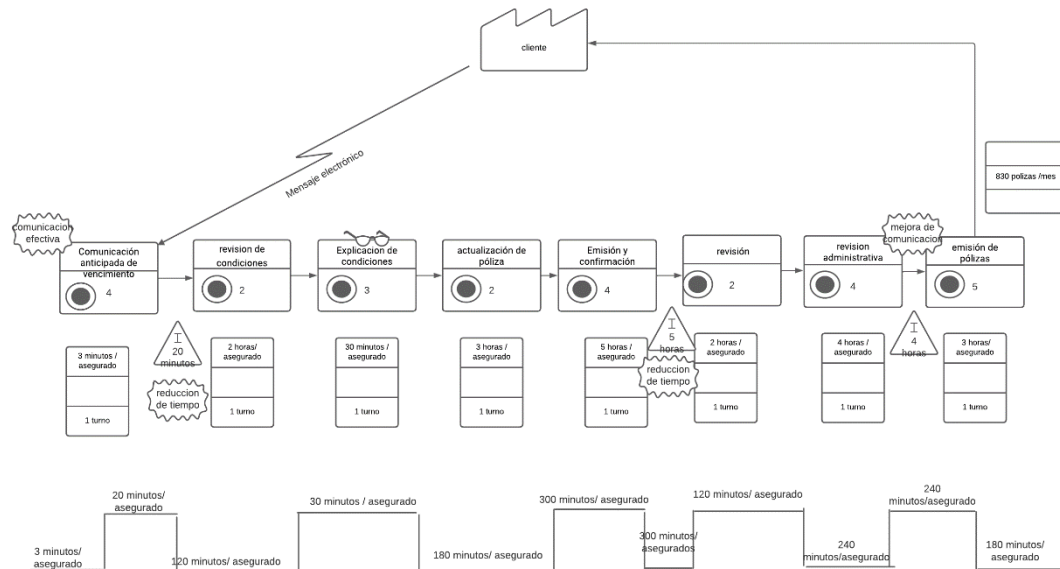 cliente
Mensaje electrónico
830 polizas /mes
comunicacion
efectiva
Comunicación
anticipada de
vencimiento
4
revision de
condiciones
2
Explicacion de
condiciones
3
actualización de
póliza
2
Emisión y
confirmación
4
revisión
2
revision
administrativa
4
mejora de
comunicacion
emisión de
pólizas
5
3 minutos /
asegurado
1 turno
I
20
minutos
reduccion
de tiempo
2 horas/
asegurado
1 turno
30 minutos /
asegurado
1 turno
3 horas /
asegurado
1 turno
5 horas /
asegurado
1 turno
I
5
horas
reduccion
de tiempo
2 horas /
asegurado
1 turno
4 horas /
asegurado
1 turno
I
4
horas
3 horas/
asegurado
1 turno
3 minutos/
asegurado
20 minutos/
asegurado
120 minutos/ asegurado
30 minutos / asegurado
180 minutos/ asegurado
300 minutos/ asegurado
300 minutos/
asegurados
120 minutos/ asegurado
240
minutos/asegurado
240
minutos/asegurado
180 minutos/
asegurado